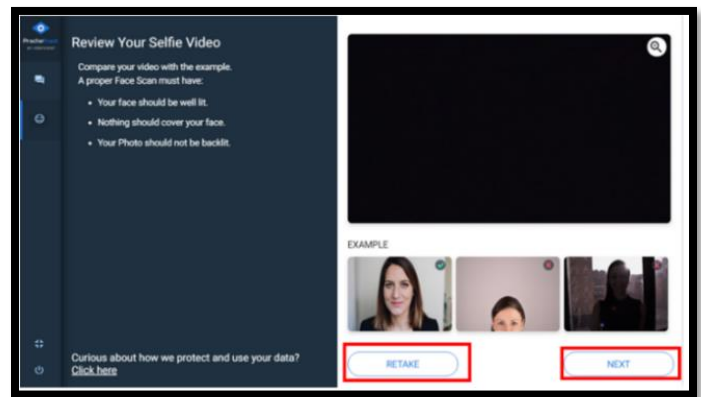 Review Your Selfie Video
Compare your video with the example.
A proper Face Scan must have:
• Your face should be well lit.
• Nothing should cover your face.
• Your Photo should not be backlit.
EXAMPLE
Curious about how we protect and use your data?
Click here
RETAKE
NEXT